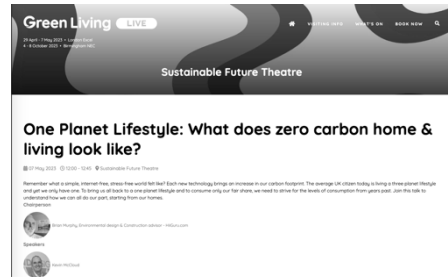 Green Living LIVE
VISITING INFO WHAT'S ON BOOK NOW
29 April - 7 May 2023 • London Excel
4 - 8 October 2023 • Birmingham NEC
Sustainable Future Theatre
One Planet Lifestyle: What does zero carbon home &
living look like?
07 May 2023 12:00 - 12:45 Sustainable Future Theatre
Remember what a simple, internet-free, stress-free world felt like? Each new technology brings an increase in our carbon footprint. The average UK citizen today is living a three planet lifestyle
and yet we only have one. To bring us all back to a one planet lifestyle and to consume only our fair share, we need to strive for the levels of consumption from years past. Join this talk to
understand how we can all do our part, starting from our homes.
Chairperson
Brian Murphy, Environmental design & Construction advisor -
Speakers
Kevin McCloud